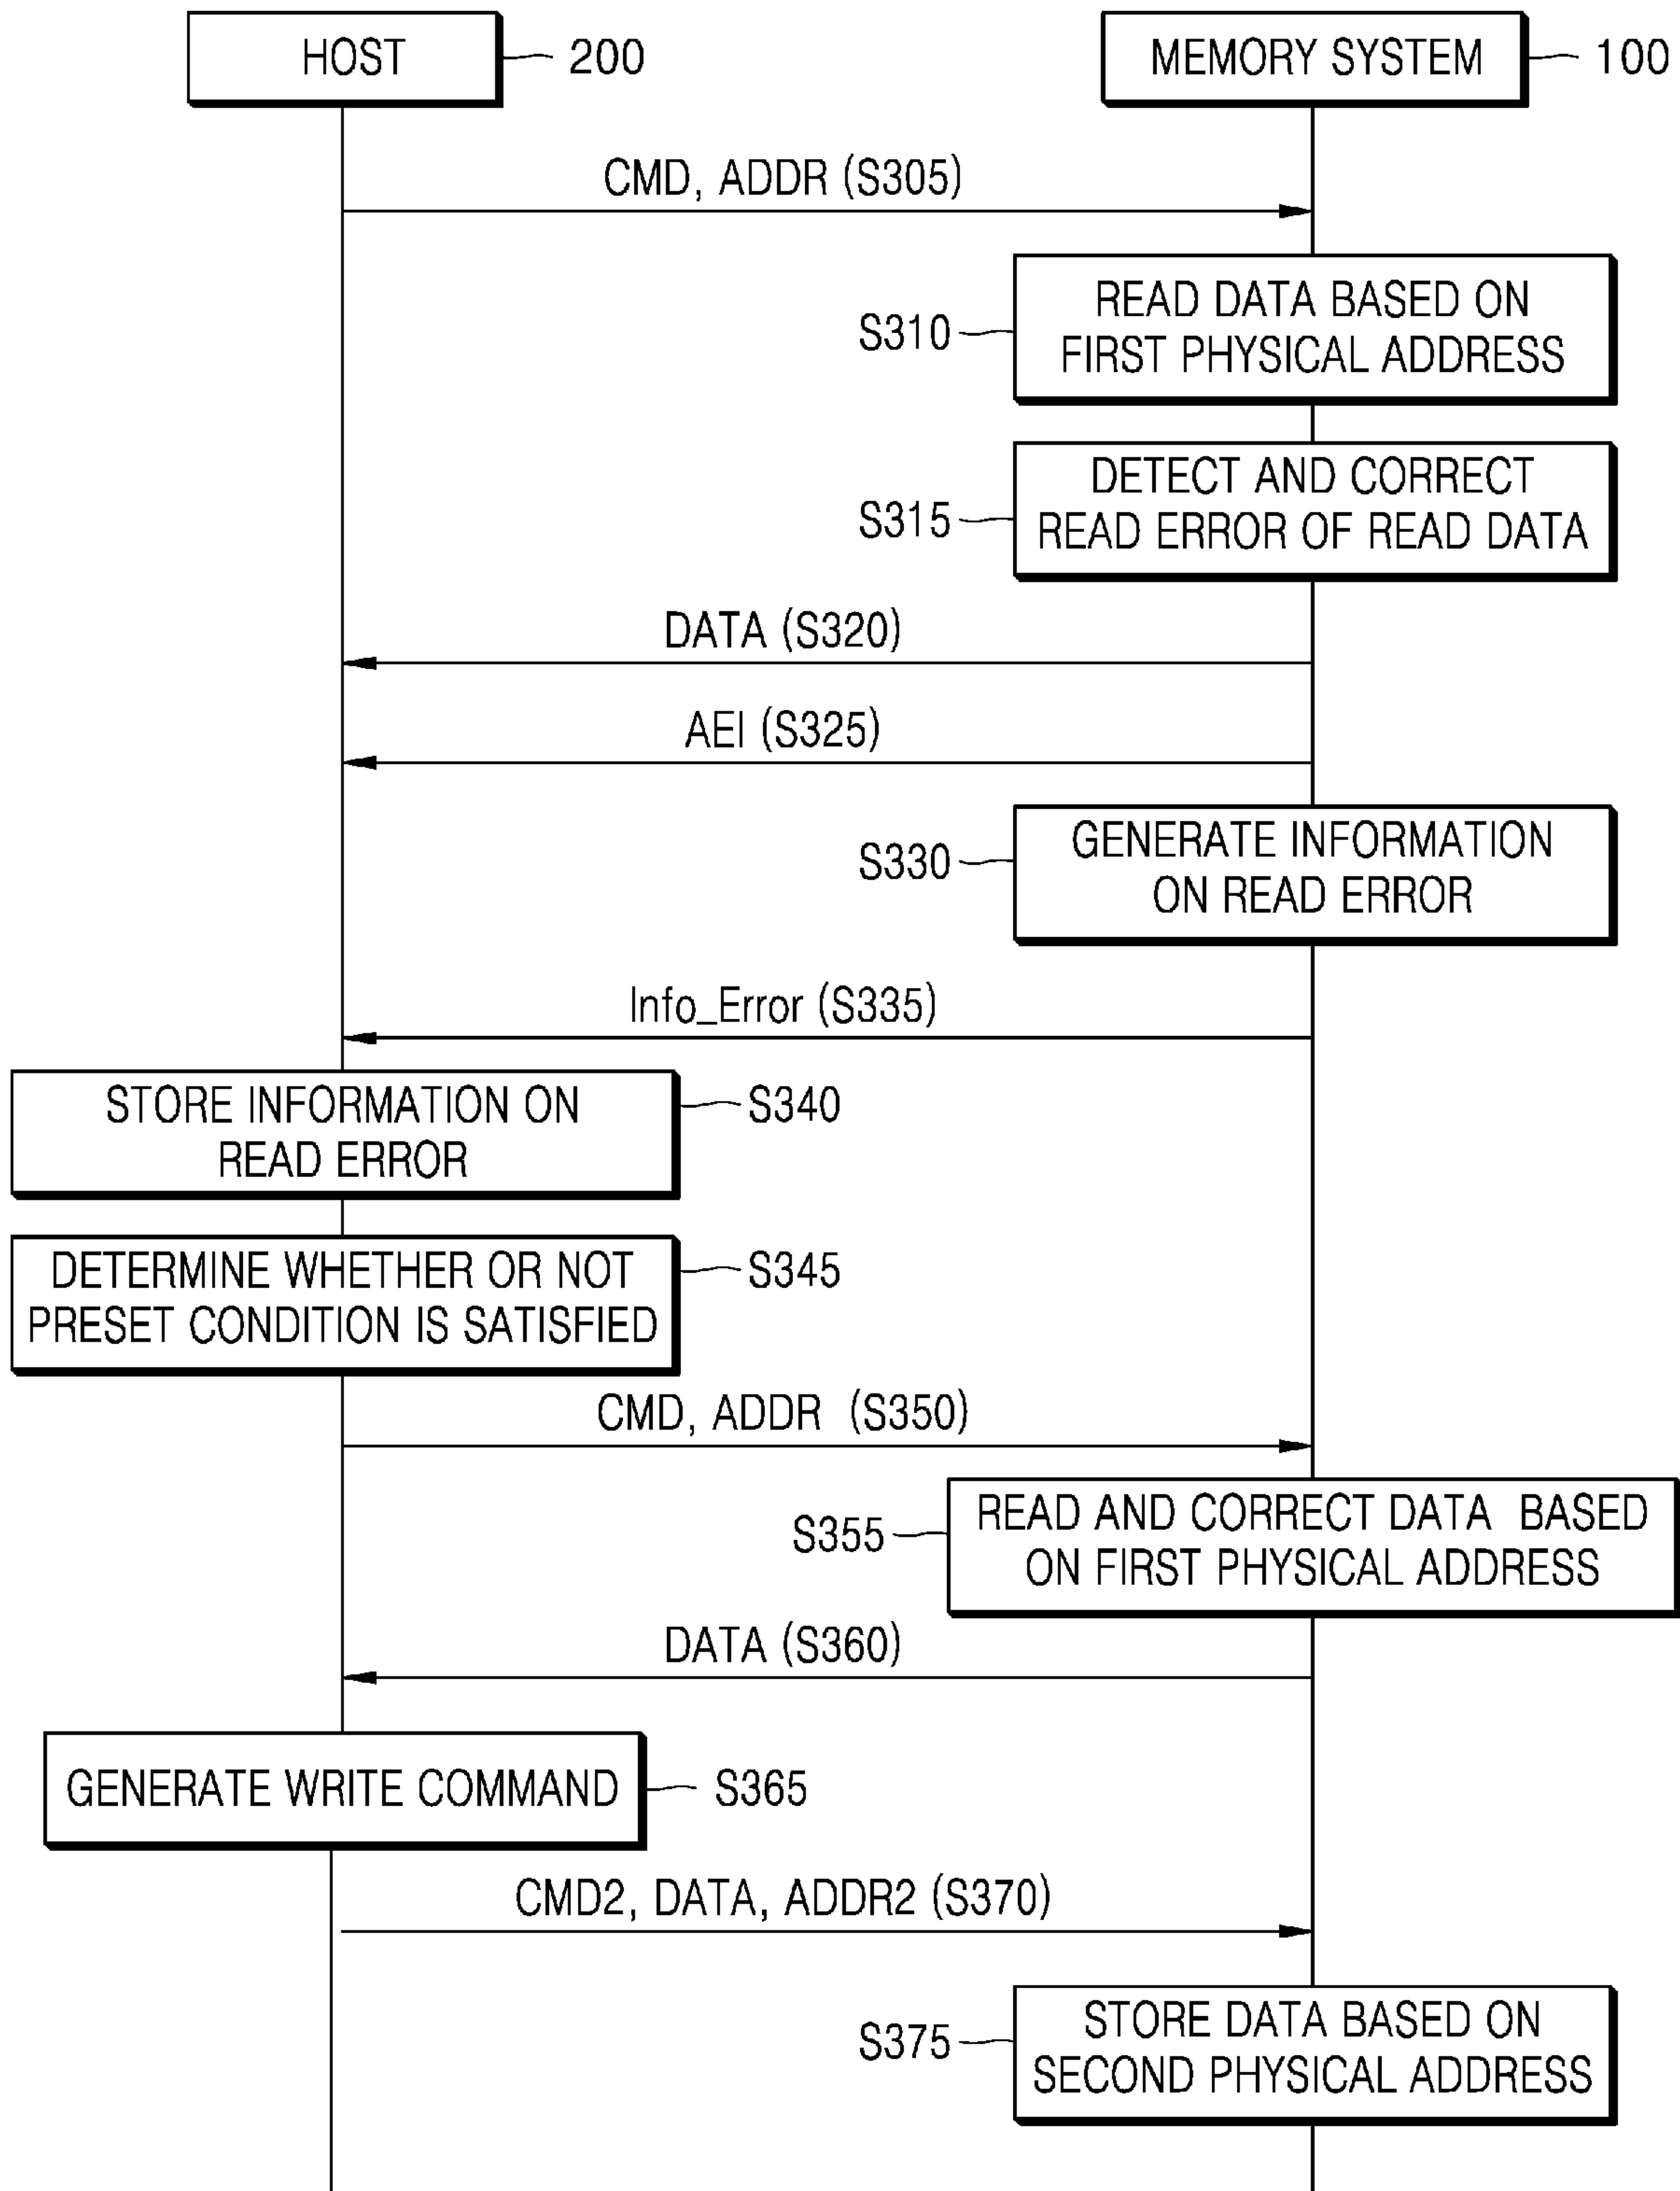 HOST 200 MEMORY SYSTEM 100
CMD, ADDR (S305)
READ DATA BASED ON
FIRST PHYSICAL ADDRESS
S310
DETECT AND CORRECT
READ ERROR OF READ DATA
S315
DATA (S320)
AEI (S325)
GENERATE INFORMATION
ON READ ERROR
S330
Info_Error (S335)
STORE INFORMATION ON
READ ERROR
S340
DETERMINE WHETHER OR NOT
PRESET CONDITION IS SATISFIED
S345
CMD, ADDR (S350)
READ AND CORRECT DATA BASED
ON FIRST PHYSICAL ADDRESS
S355
DATA (S360)
GENERATE WRITE COMMAND S365
CMD2, DATA, ADDR2 (S370)
STORE DATA BASED ON
SECOND PHYSICAL ADDRESS
S375